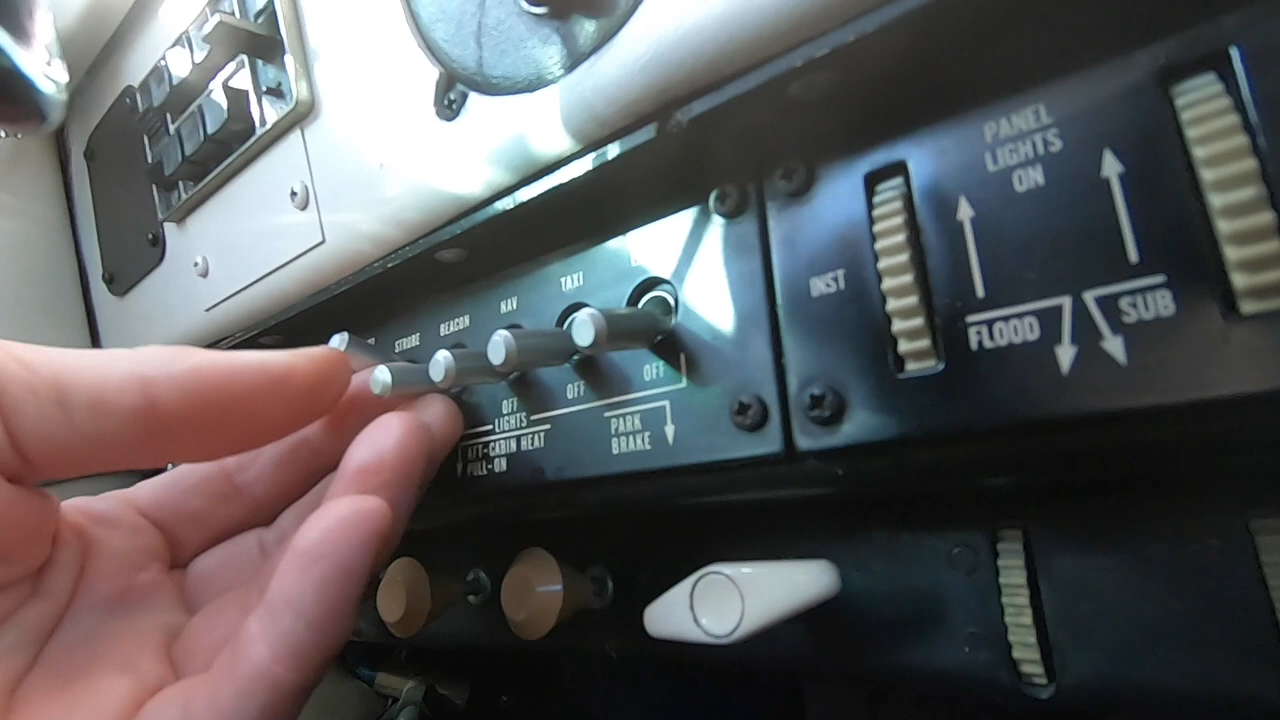 STROBE
BEACON
NAV
TAXI
OFF
OFF
OFF
LIGHTS
AFT-CABIN HEAT
PULL-ON
PARK
BRAKE
INST
PANEL
LIGHTS
ON
FLOOD
SUB